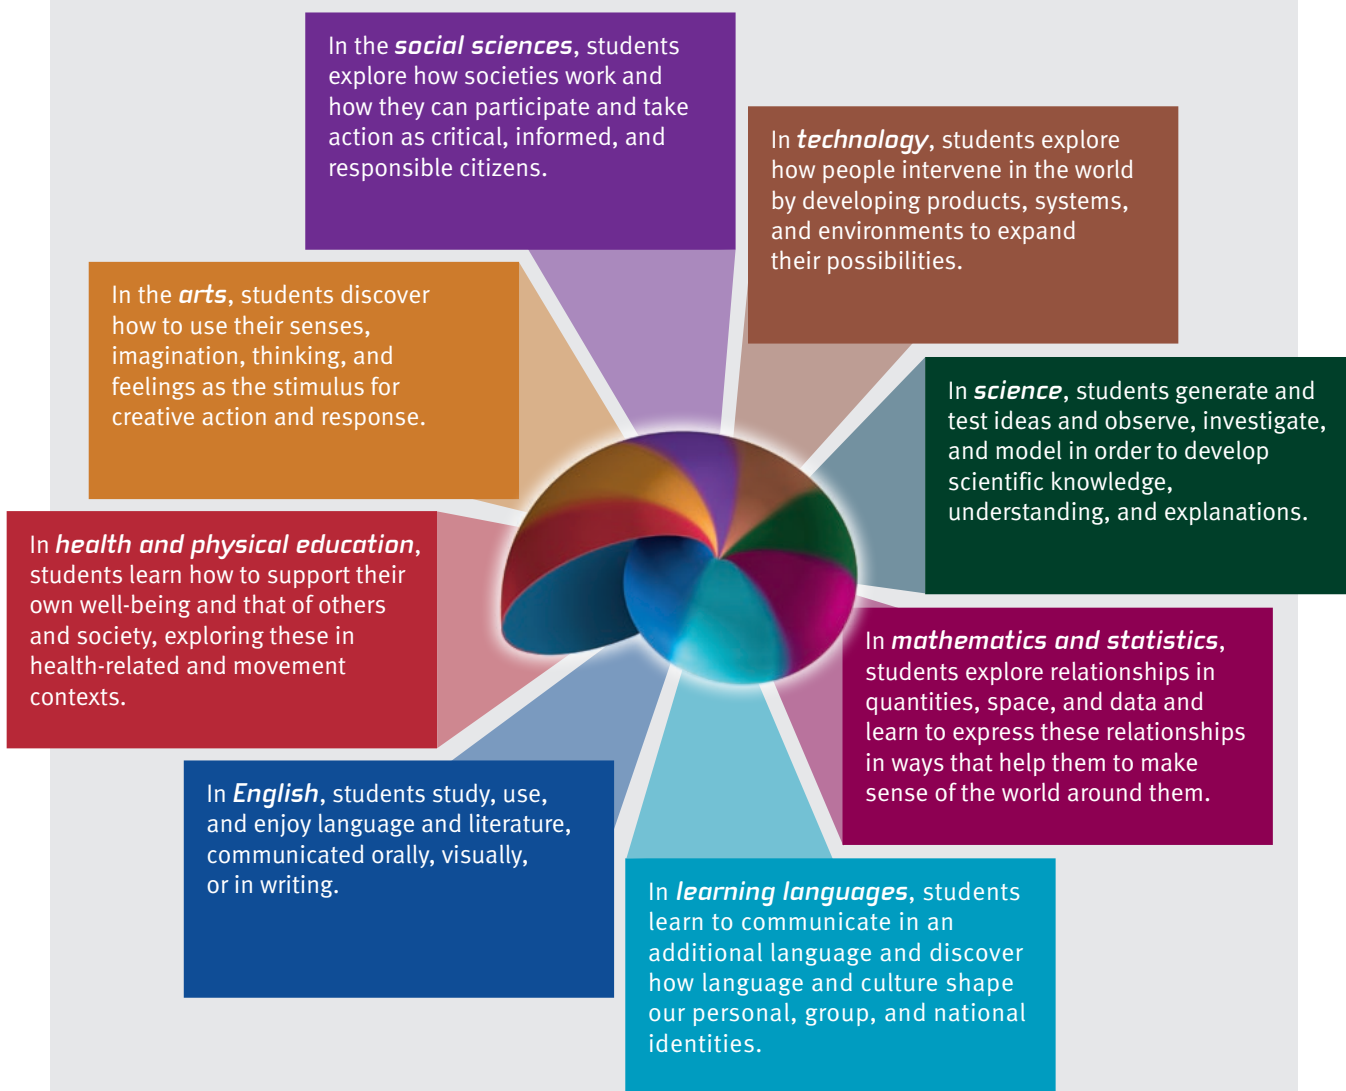 In the social sciences, students
explore how societies work and
how they can participate and take
action as critical, informed, and
responsible citizens.
In technology, students explore
how people intervene in the world
by developing products, systems,
and environments to expand
their possibilities.
In the arts, students discover
how to use their senses,
imagination, thinking, and
feelings as the stimulus for
creative action and response.
In science, students generate and
test ideas and observe, investigate,
and model in order to develop
scientific knowledge,
understanding, and explanations.
In health and physical education,
students learn how to support their
own well-being and that of others
and society, exploring these in
health-related and movement
contexts.
In mathematics and statistics,
students explore relationships in
quantities, space, and data and
learn to express these relationships
in ways that help them to make
sense of the world around them.
In English, students study, use,
and enjoy language and literature,
communicated orally, visually,
or in writing.
In learning languages, students
learn to communicate in an
additional language and discover
how language and culture shape
our personal, group, and national
identities.